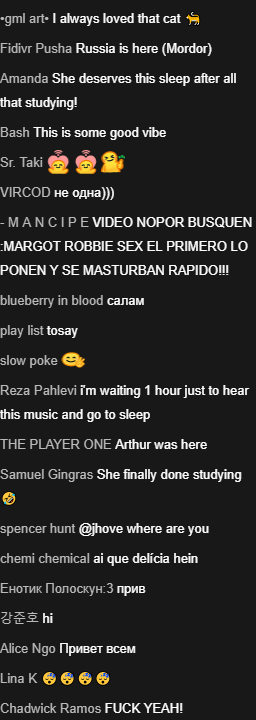 •gml art• I always loved that cat 🐈
Fidivr Pusha Russia is here (Mordor)
Amanda She deserves this sleep after all
that studying!
Bash This is some good vibe
Sr. Taki
VIRCOD не одна)))
- M A N C I P E VIDEO NOPOR BUSQUEN
:MARGOT ROBBIE SEX EL PRIMERO LO
PONEN Y SE MASTURBAN RAPIDO!!!
blueberry in blood салам
play list tosay
slow poke
Reza Pahlevi i'm waiting 1 hour just to hear
this music and go to sleep
THE PLAYER ONE Arthur was here
Samuel Gingras She finally done studying
🤣
spencer hunt @jhove where are you
chemi chemical ai que delícia hein
Енотик Полоскун:3 прив
강준호 hi
Alice Ngo Привет всем
Lina K 😴😴😴😴
Chadwick Ramos FUCK YEAH!